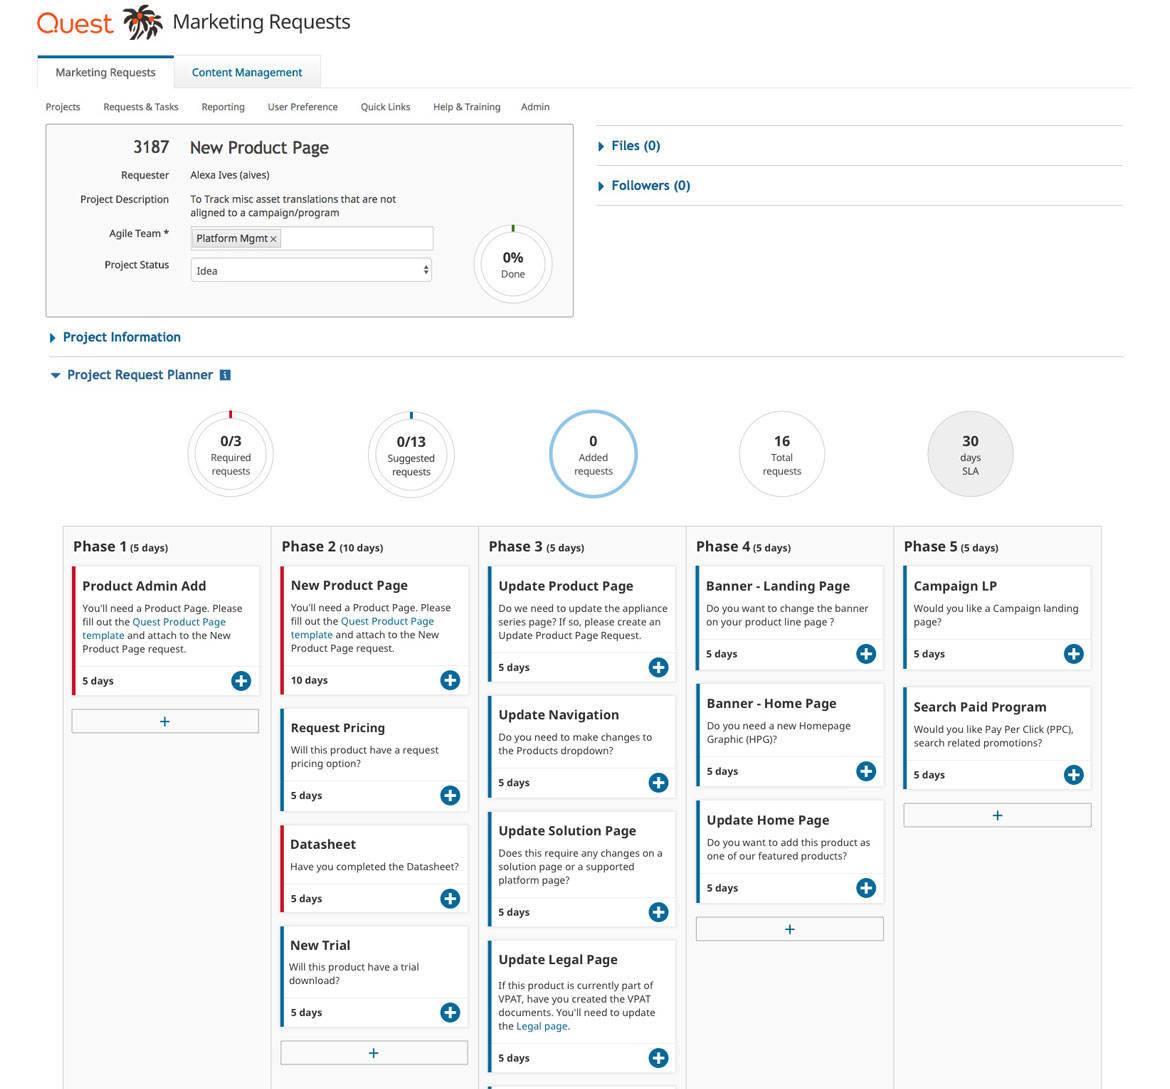 Quest Marketing Requests
Marketing Requests
Content Management
Projects
Requests & Tasks
Reporting
User Preference
Quick Links
Help & Training
Admin
3187 New Product Page
Requester Alexa Ives (aives)
Project Description To Track misc asset translations that are not
aligned to a campaign/program
Agile Team * Platform Mgmt ×
Project Status Idea
0%
Done
Files (0)
Followers (0)
Project Information
Project Request Planner i
0/3
Required
requests
0/13
Suggested
requests
0
Added
requests
16
Total
requests
30
days
SLA
Phase 1 (5 days)
Product Admin Add
You'll need a Product Page. Please
fill out the Quest Product Page
template and attach to the New
Product Page request.
5 days
+
Phase 2 (10 days)
New Product Page
You'll need a Product Page. Please
fill out the Quest Product Page
template and attach to the New
Product Page request.
10 days
Request Pricing
Will this product have a request
pricing option?
5 days
Datasheet
Have you completed the Datasheet?
5 days
New Trial
Will this product have a trial
download?
5 days
+
Phase 3 (5 days)
Update Product Page
Do we need to update the appliance
series page? If so, please create an
Update Product Page Request.
5 days
Update Navigation
Do you need to make changes to
the Products dropdown?
5 days
Update Solution Page
Does this require any changes on a
solution page or a supported
platform page?
5 days
Update Legal Page
If this product is currently part of
VPAT, have you created the VPAT
documents. You'll need to update
the Legal page.
5 days
Phase 4 (5 days)
Banner - Landing Page
Do you want to change the banner
on your product line page ?
5 days
Banner - Home Page
Do you need a new Homepage
Graphic (HPG)?
5 days
Update Home Page
Do you want to add this product as
one of our featured products?
5 days
+
Phase 5 (5 days)
Campaign LP
Would you like a Campaign landing
page?
5 days
Search Paid Program
Would you like Pay Per Click (PPC),
search related promotions?
5 days
+